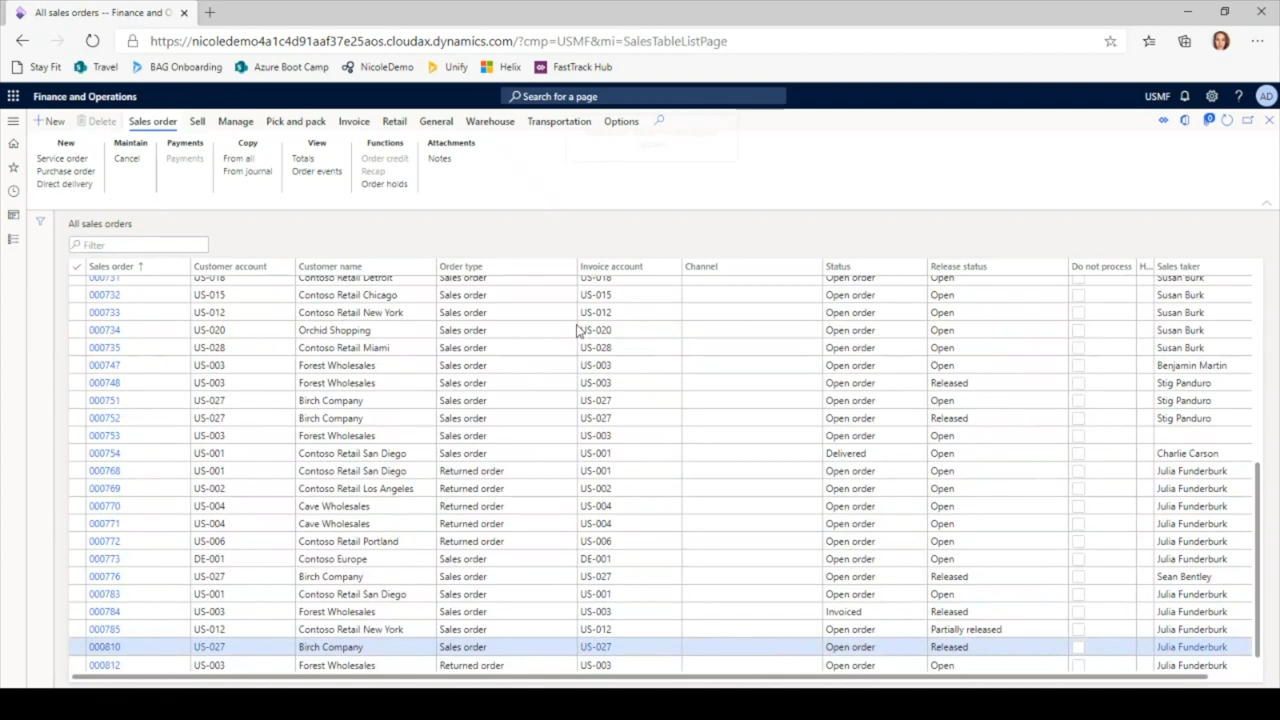 All sales orders -- Finance and O
https://nicoledemo4a1c4d91aaf37e25aos.cloudax.dynamics.com/?cmp=USMF&mi=SalesTableListPage
Stay Fit Travel BAG Onboarding Azure Boot Camp NicoleDemo Unify Helix FastTrack Hub
Finance and Operations Search for a page USMF ? AD
New Delete Sales order Sell Manage Pick and pack Invoice Retail General Warehouse Transportation Options 0
New Maintain Payments Copy View Functions Attachments
Service order Cancel Payments From all Totals Order credit Notes
Purchase order From journal Order events Recap
Direct delivery Order holds
All sales orders
Filter
Sales order Customer account Customer name Order type Invoice account Channel Status Release status Do not process H... Sales taker
000731 US-018 Contoso Retail Detroit Sales order US-018 Open order Open Susan Burk
000732 US-015 Contoso Retail Chicago Sales order US-015 Open order Open Susan Burk
000733 US-012 Contoso Retail New York Sales order US-012 Open order Open Susan Burk
000734 US-020 Orchid Shopping Sales order US-020 Open order Open Susan Burk
000735 US-028 Contoso Retail Miami Sales order US-028 Open order Open Susan Burk
000747 US-003 Forest Wholesales Sales order US-003 Open order Open Benjamin Martin
000748 US-003 Forest Wholesales Sales order US-003 Open order Released Stig Panduro
000751 US-027 Birch Company Sales order US-027 Open order Open Stig Panduro
000752 US-027 Birch Company Sales order US-027 Open order Released Stig Panduro
000753 US-003 Forest Wholesales Sales order US-003 Open order Open
000754 US-001 Contoso Retail San Diego Sales order US-001 Delivered Open Charlie Carson
000768 US-001 Contoso Retail San Diego Returned order US-001 Open order Open Julia Funderburk
000769 US-002 Contoso Retail Los Angeles Returned order US-002 Open order Open Julia Funderburk
000770 US-004 Cave Wholesales Returned order US-004 Open order Open Julia Funderburk
000771 US-004 Cave Wholesales Returned order US-004 Open order Open Julia Funderburk
000772 US-006 Contoso Retail Portland Returned order US-006 Open order Open Julia Funderburk
000773 DE-001 Contoso Europe Sales order DE-001 Open order Open Julia Funderburk
000776 US-027 Birch Company Sales order US-027 Open order Released Sean Bentley
000783 US-001 Contoso Retail San Diego Sales order US-001 Open order Open Julia Funderburk
000784 US-003 Forest Wholesales Sales order US-003 Invoiced Released Julia Funderburk
000785 US-012 Contoso Retail New York Sales order US-012 Open order Partially released Julia Funderburk
000810 US-027 Birch Company Sales order US-027 Open order Released Julia Funderburk
000812 US-003 Forest Wholesales Returned order US-003 Open order Open Julia Funderburk